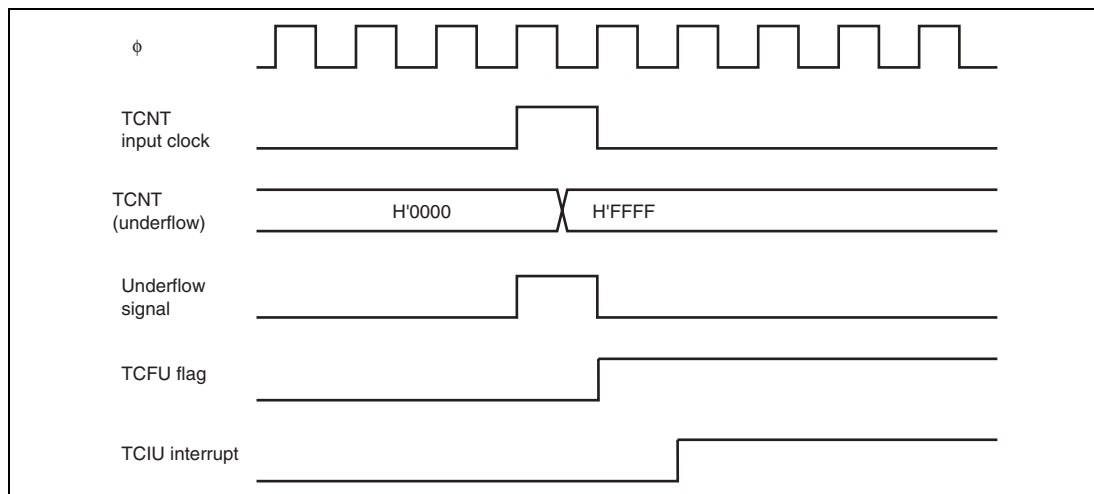 ϕ
TCNT
input clock
TCNT
(underflow)
H'0000
H'FFFF
Underflow
signal
TCFU flag
TCIU interrupt